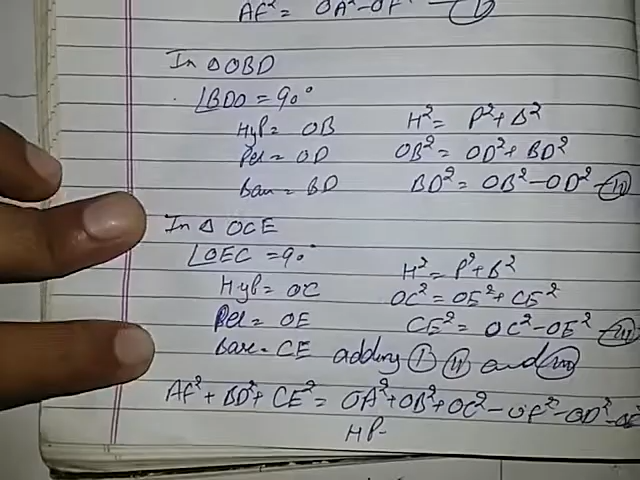 AF² = OA² - OF² — (i)
In △ OBD
∠BDO = 90°
Hyp = OB H² = P² + B²
Per = OD OB² = OD² + BD²
Base = BD BD² = OB² - OD² - (ii)
In △ OCE
∠OEC = 90°
Hyp = OC H² = P² + B²
Per = OE OC² = OE² + CE²
Base - CE CE² = OC² - OE² - (iii)
adding (i) (ii) and (iii)
AF² + BD² + CE² = OA² + OB² + OC² - OF² - OD² - OE²
HP-